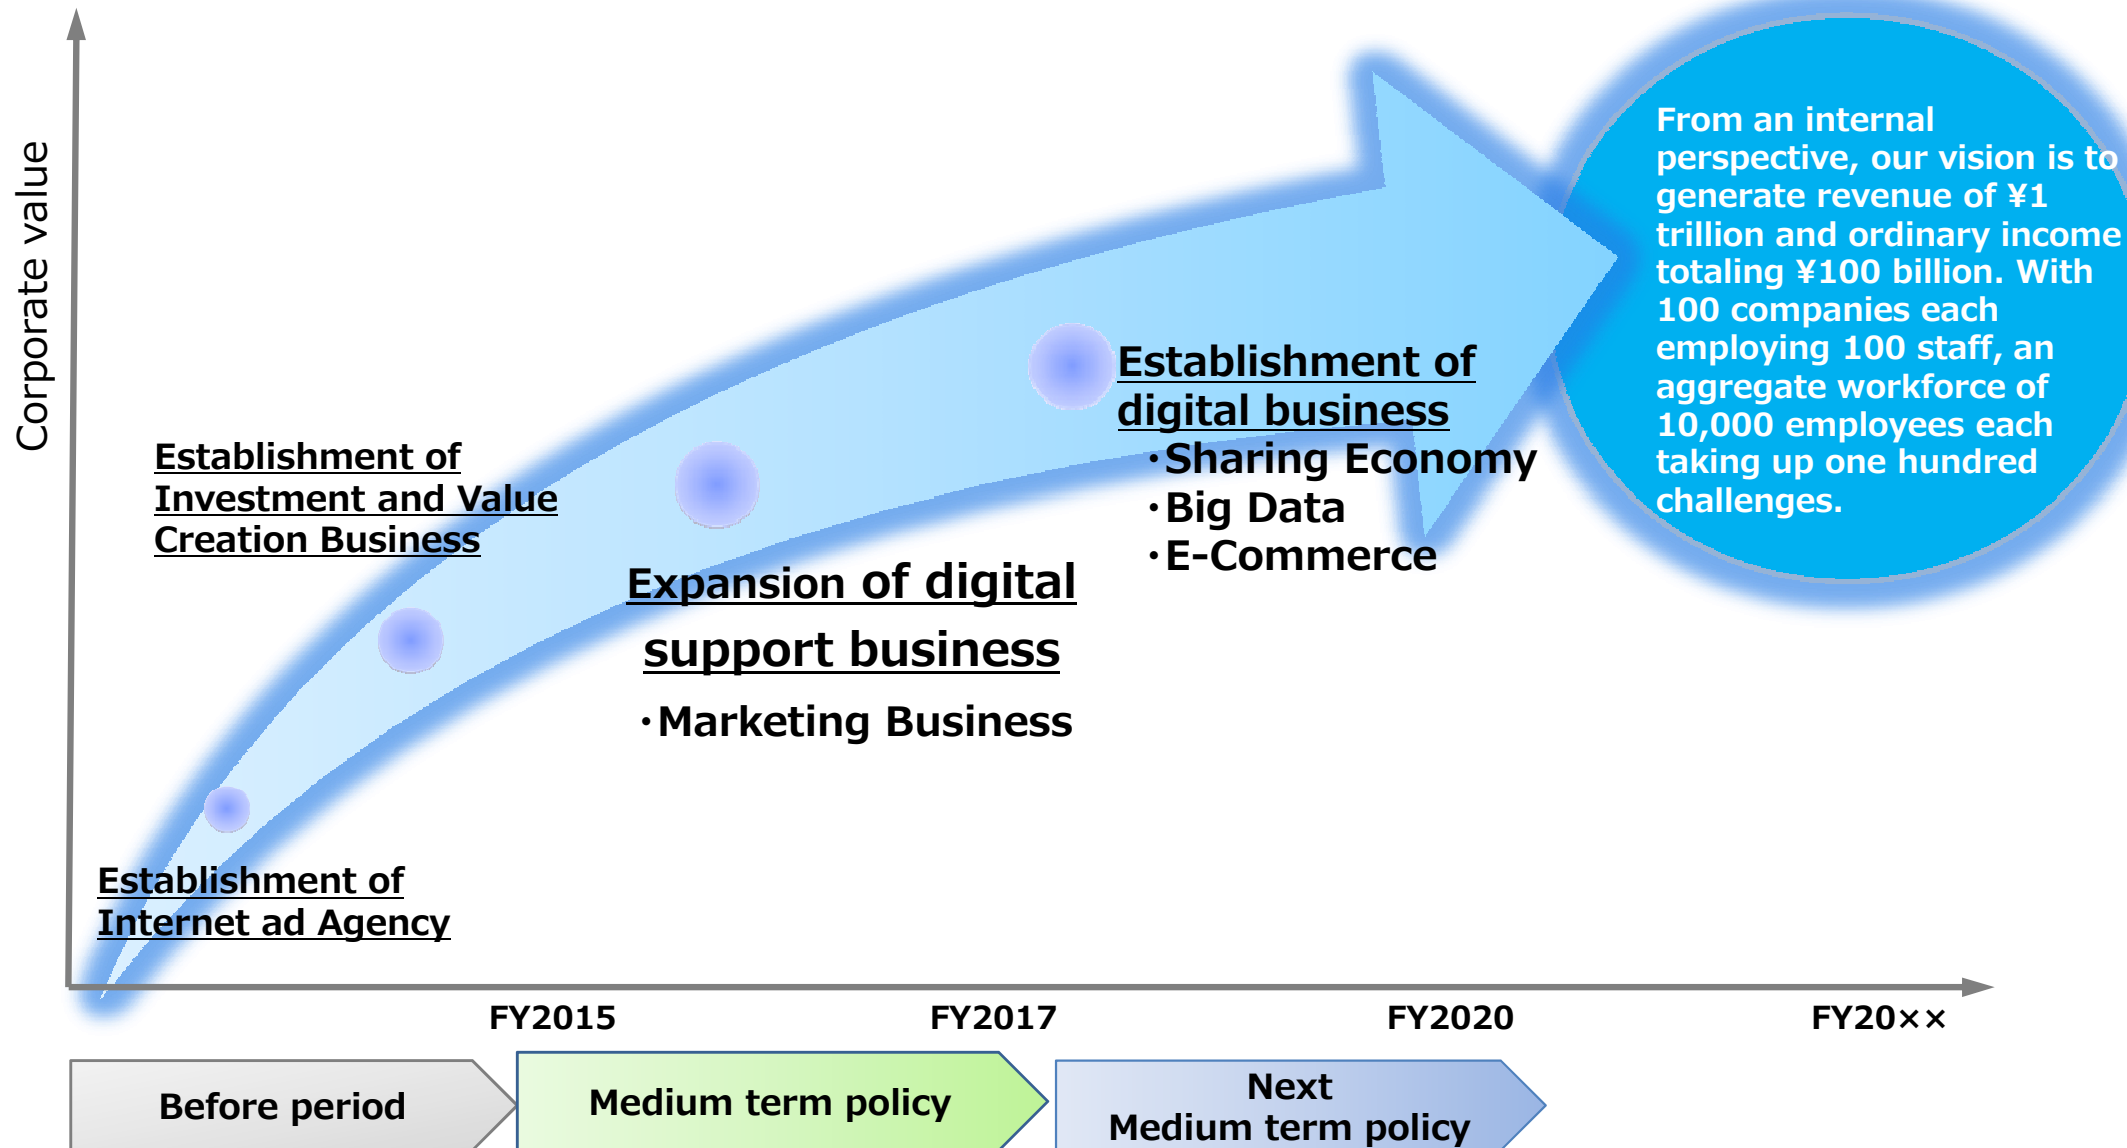 Corporate value
From an internal
perspective, our vision is to
generate revenue of ¥1
trillion and ordinary income
totaling ¥100 billion. With
100 companies each
employing 100 staff, an
aggregate workforce of
10,000 employees each
taking up one hundred
challenges.
Establishment of
digital business
・Sharing Economy
・Big Data
・E-Commerce
Establishment of
Investment and Value
Creation Business
Expansion of digital
support business
・Marketing Business
Establishment of
Internet ad Agency
FY2015
FY2017
FY2020
FY20××
Before period
Medium term policy
Next
Medium term policy